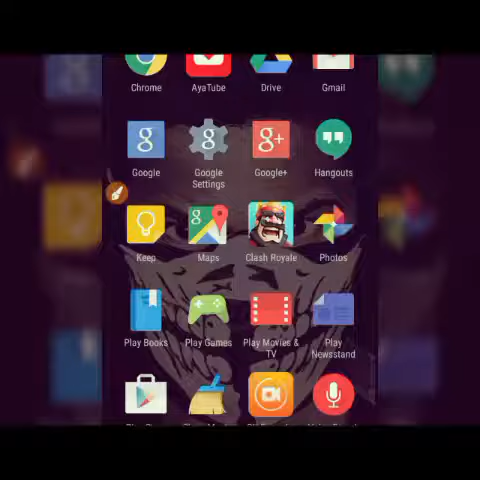 Chrome AyaTube Drive Gmail
Google Google Settings Google+ Hangouts
Keep Maps Clash Royale Photos
Play Books Play Games Play Movies & TV Play Newsstand